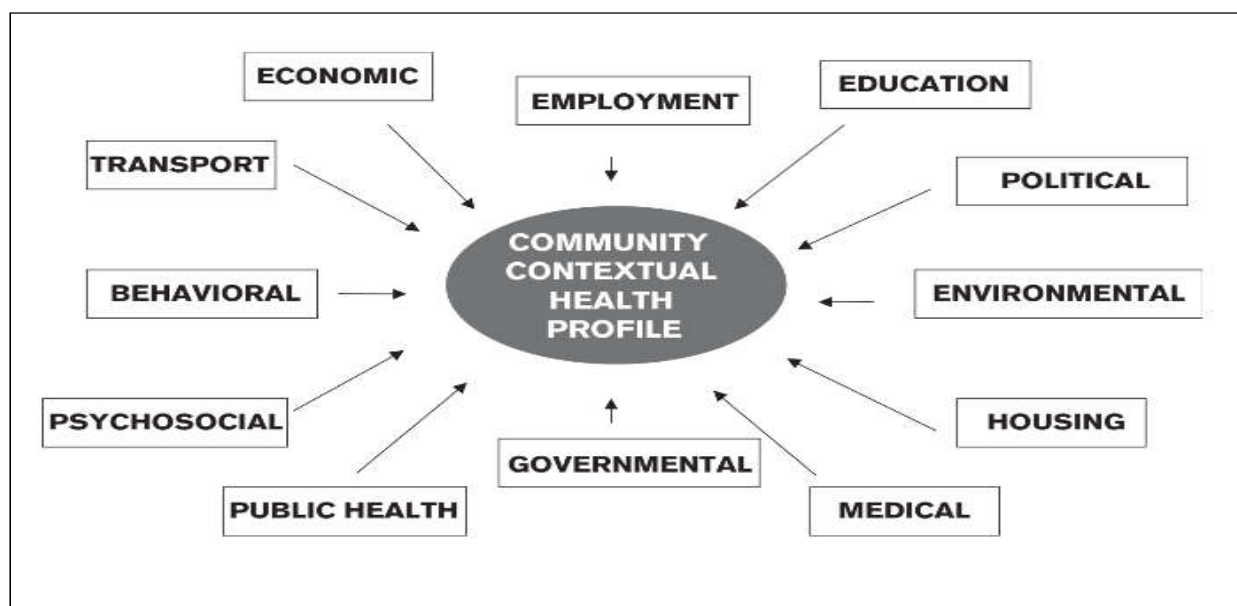 ECONOMIC
EMPLOYMENT
EDUCATION
TRANSPORT
POLITICAL
COMMUNITY
CONTEXTUAL
HEALTH
PROFILE
BEHAVIORAL
ENVIRONMENTAL
PSYCHOSOCIAL
HOUSING
GOVERNMENTAL
PUBLIC HEALTH
MEDICAL